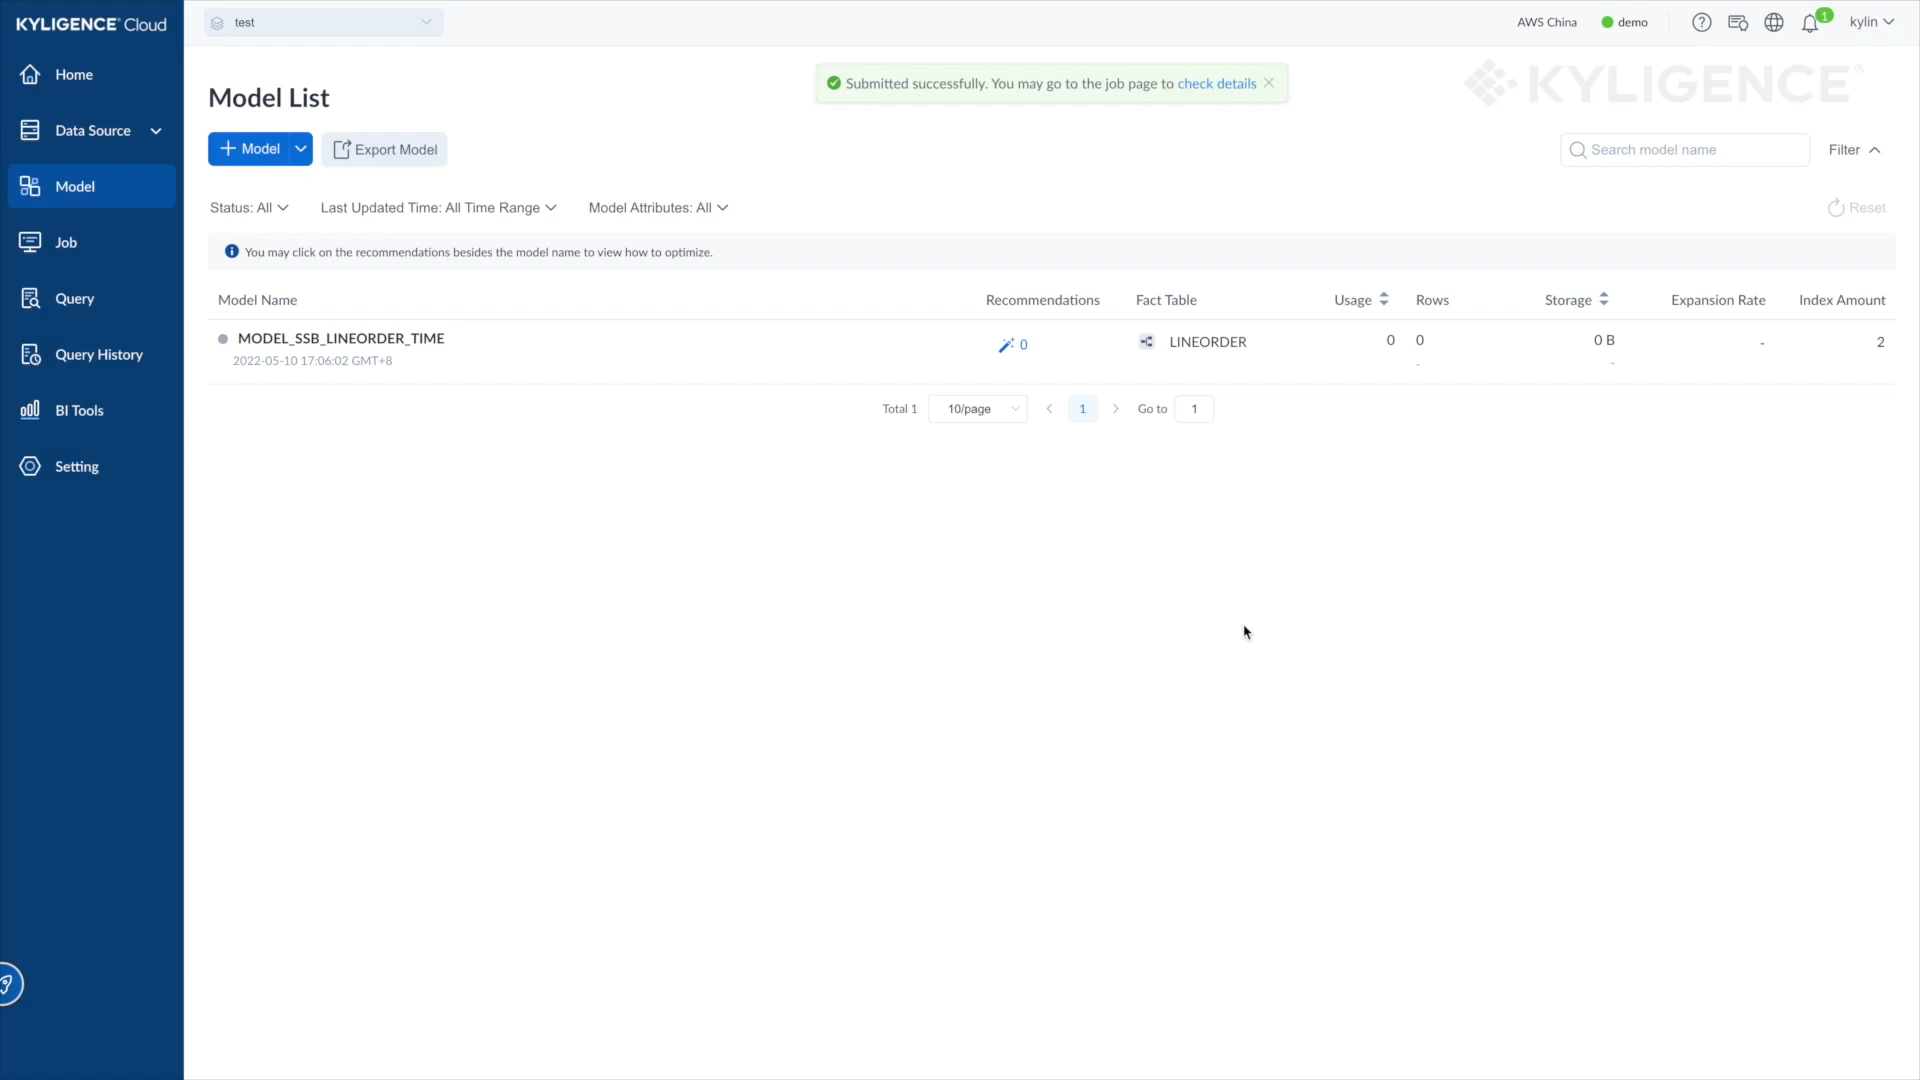 KYLIGENCE® Cloud
test
AWS China
demo
1
kylin
Home
Data Source
Model
Job
Query
Query History
BI Tools
Setting
Model List
Submitted successfully. You may go to the job page to check details
KYLIGENCE®
Model
Export Model
Search model name
Filter
Status: All
Last Updated Time: All Time Range
Model Attributes: All
Reset
You may click on the recommendations besides the model name to view how to optimize.
Model Name Recommendations Fact Table Usage Rows Storage Expansion Rate Index Amount
MODEL_SSB_LINEORDER_TIME 0 LINEORDER 0 0 0 B - 2
2022-05-10 17:06:02 GMT+8 - -
Total 1 10/page 1 Go to 1